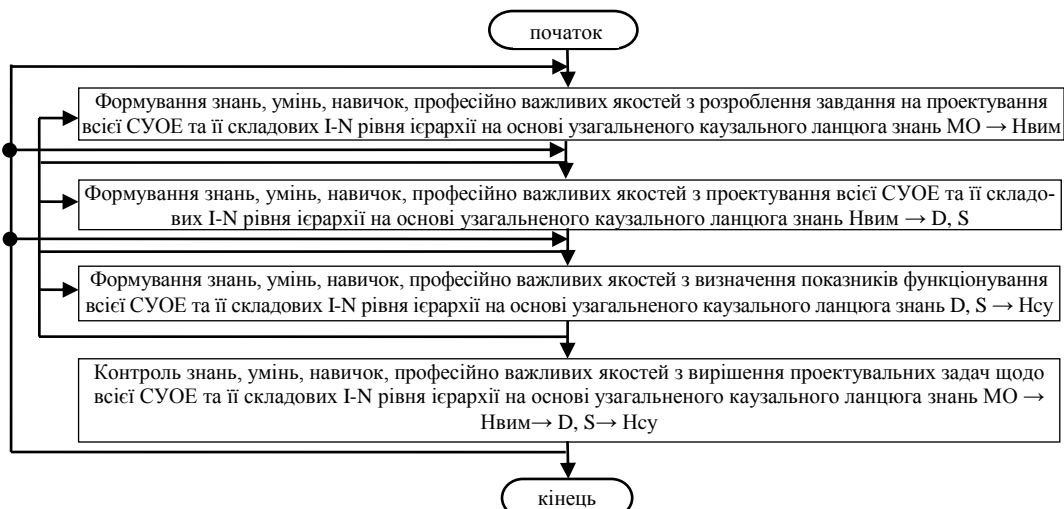 початок
Формування знань, умінь, навичок, професійно важливих якостей з розроблення завдання на проектування
всієї СУОЕ та її складових I-N рівня ієрархії на основі узагальненого каузального ланцюга знань МО → Нвим
Формування знань, умінь, навичок, професійно важливих якостей з проектування всієї СУОЕ та її складо-
вих I-N рівня ієрархії на основі узагальненого каузального ланцюга знань Нвим → D, S
Формування знань, умінь, навичок, професійно важливих якостей з визначення показників функціонування
всієї СУОЕ та її складових I-N рівня ієрархії на основі узагальненого каузального ланцюга знань D, S → Нсу
Контроль знань, умінь, навичок, професійно важливих якостей з вирішення проектувальних задач щодо
всієї СУОЕ та її складових I-N рівня ієрархії на основі узагальненого каузального ланцюга знань МО →
Нвим→ D, S→ Нсу
кінець